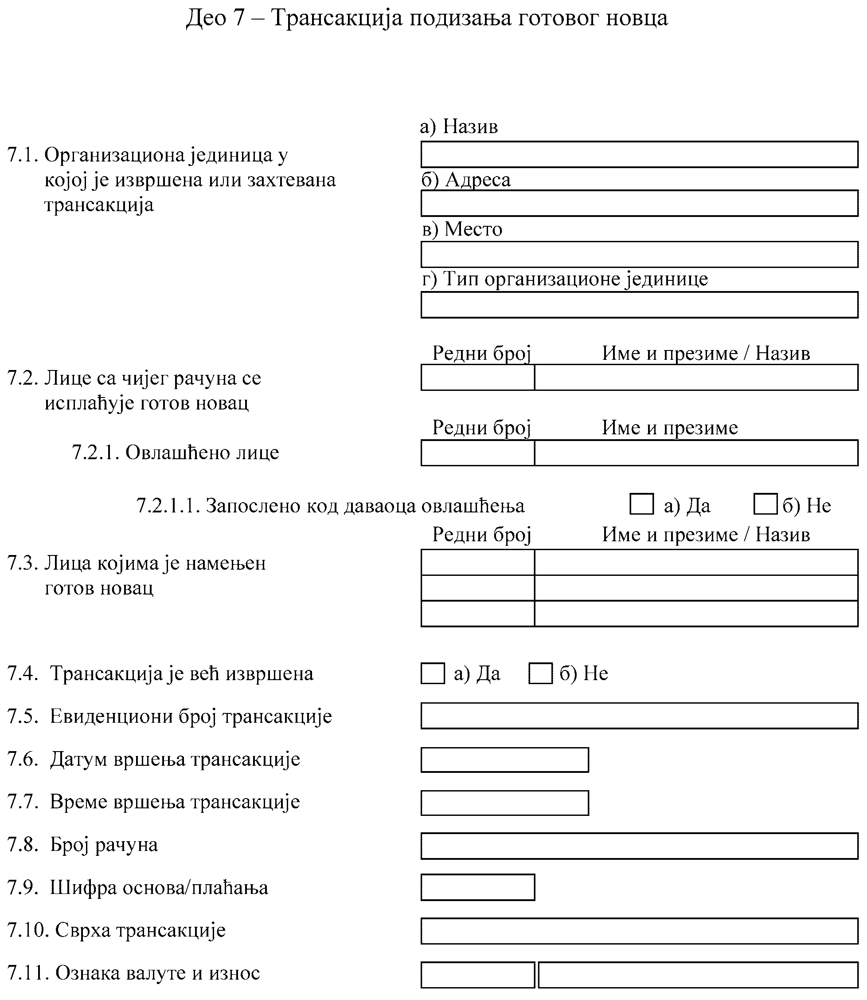 Део 7 – Трансакција подизања готовог новца
а) Назив
7.1. Организациона јединица у
којој је извршена или захтевана
трансакција
б) Адреса
в) Место
г) Тип организационе јединице
Редни број Име и презиме / Назив
7.2. Лице са чијег рачуна се
исплаћује готов новац
Редни број Име и презиме
7.2.1. Овлашћено лице
7.2.1.1. Запослено код даваоца овлашћења а) Да б) Не
Редни број Име и презиме / Назив
7.3. Лица којима је намењен
готов новац
7.4. Трансакција је већ извршена а) Да б) Не
7.5. Евиденциони број трансакције
7.6. Датум вршења трансакције
7.7. Време вршења трансакције
7.8. Број рачуна
7.9. Шифра основа/плаћања
7.10. Сврха трансакције
7.11. Ознака валуте и износ